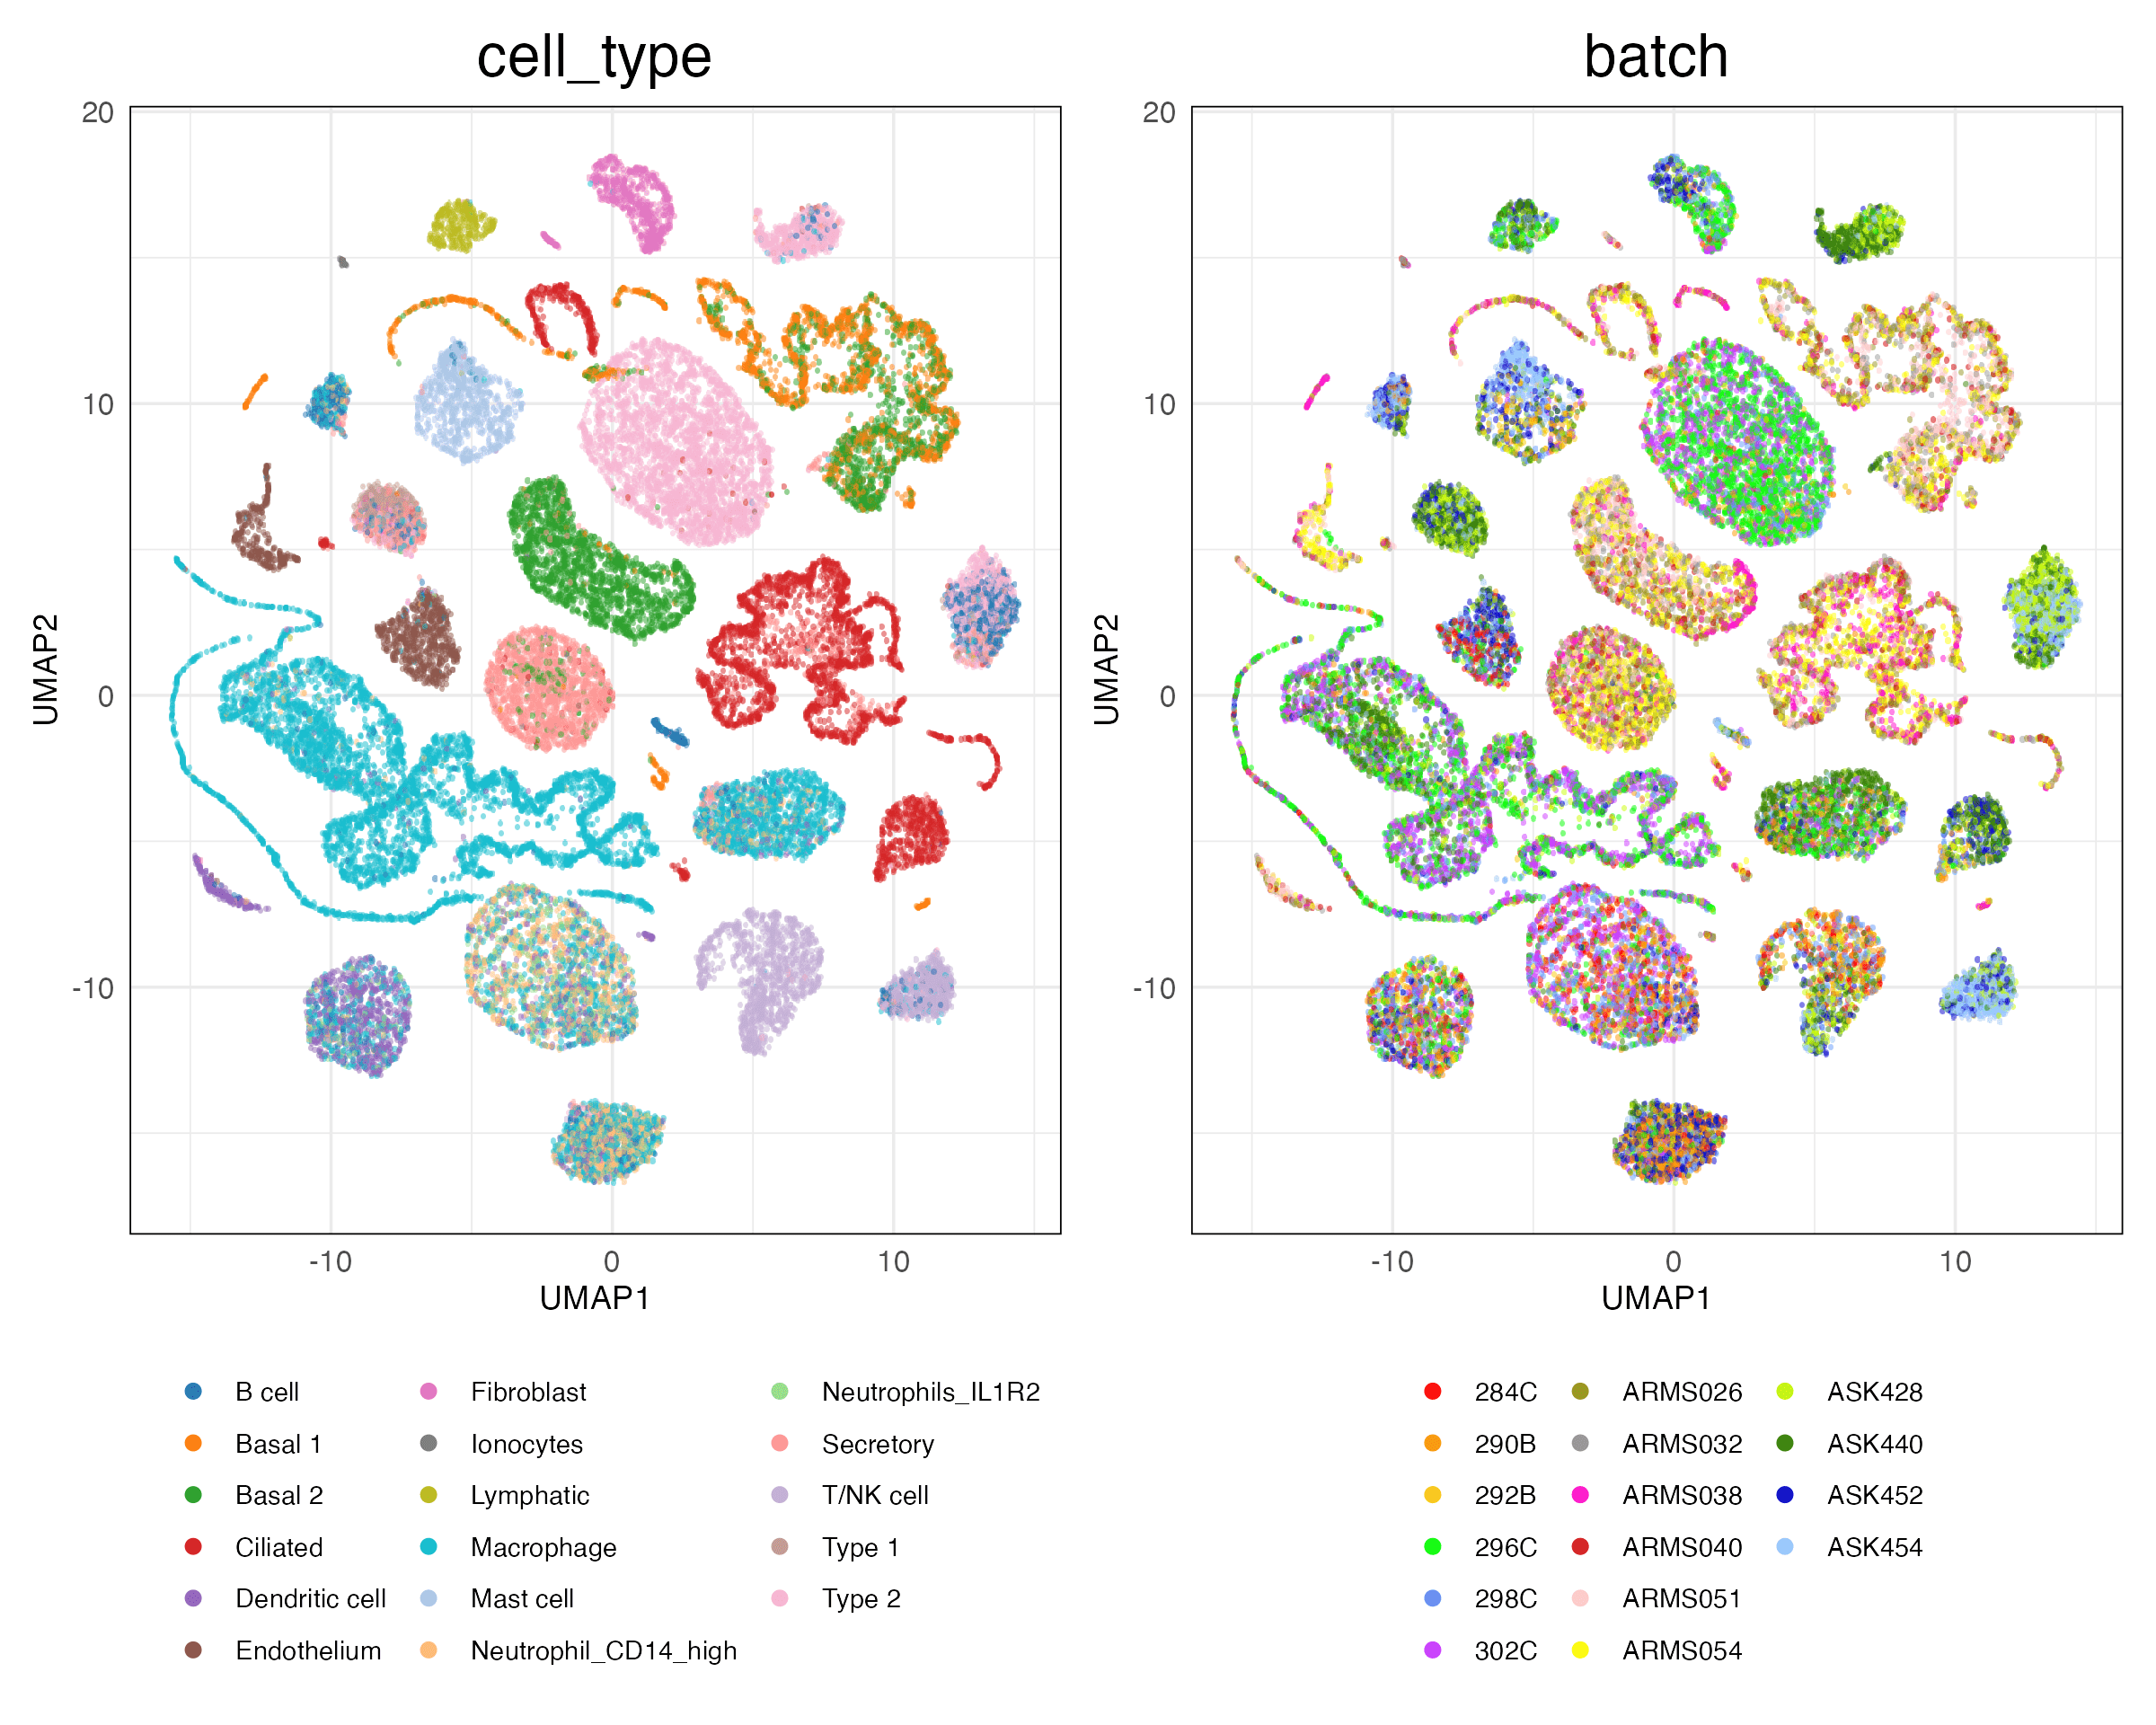 cell_type
batch
20
10
0
-10
UMAP2
-10 0 10
UMAP1
20
10
0
-10
UMAP2
-10 0 10
UMAP1
B cell Fibroblast Neutrophils_IL1R2
Basal 1 Ionocytes Secretory
Basal 2 Lymphatic T/NK cell
Ciliated Macrophage Type 1
Dendritic cell Mast cell Type 2
Endothelium Neutrophil_CD14_high
284C ARMS026 ASK428
290B ARMS032 ASK440
292B ARMS038 ASK452
296C ARMS040 ASK454
298C ARMS051
302C ARMS054